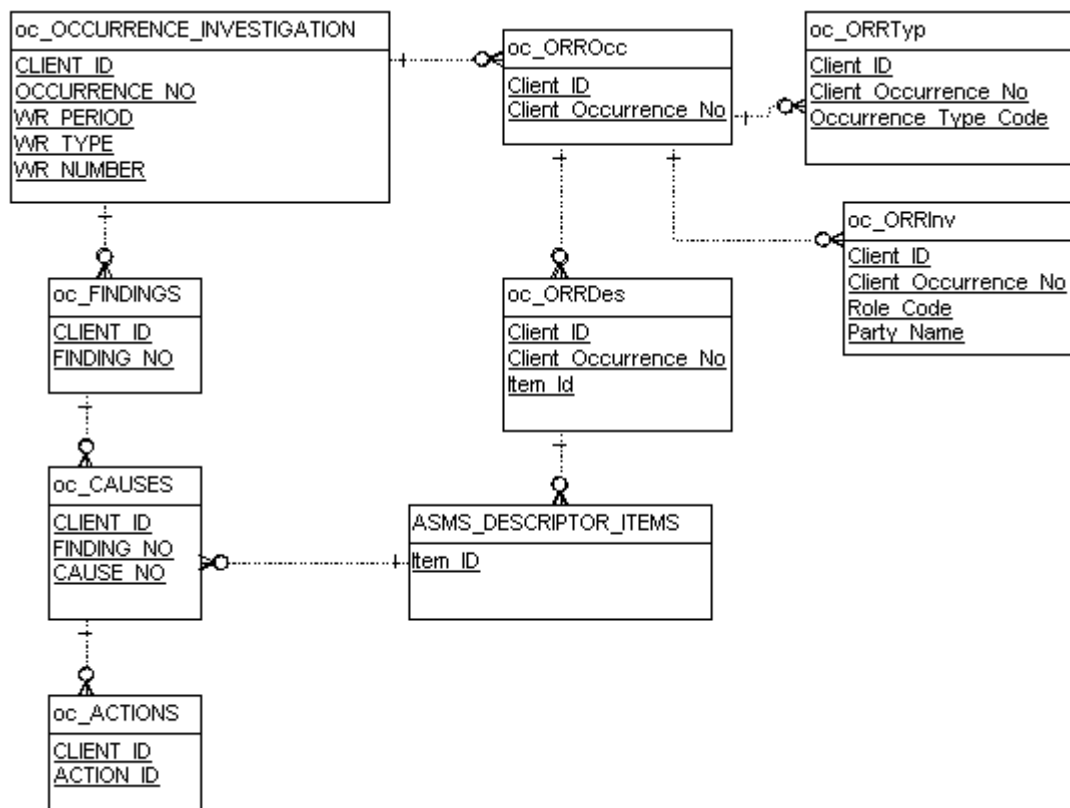 oc_OCCURRENCE_INVESTIGATION
CLIENT_ID
OCCURRENCE_NO
WR_PERIOD
WR_TYPE
WR_NUMBER
oc_ORROcc
Client_ID
Client_Occurrence_No
oc_ORRTyp
Client_ID
Client_Occurrence_No
Occurrence_Type_Code
oc_ORRInv
Client_ID
Client_Occurrence_No
Role_Code
Party_Name
oc_FINDINGS
CLIENT_ID
FINDING_NO
oc_ORRDes
Client_ID
Client_Occurrence_No
Item_Id
oc_CAUSES
CLIENT_ID
FINDING_NO
CAUSE_NO
ASMS_DESCRIPTOR_ITEMS
Item_ID
oc_ACTIONS
CLIENT_ID
ACTION_ID